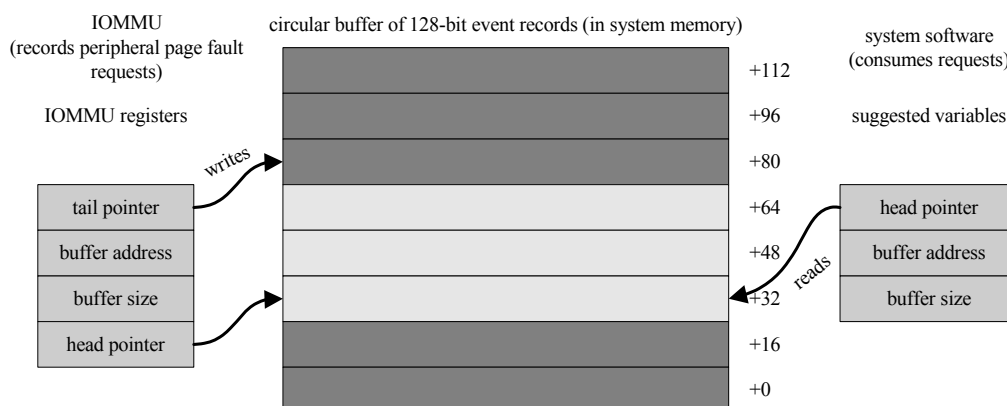 IOMMU
(records peripheral page fault
requests)
circular buffer of 128-bit event records (in system memory)
system software
(consumes requests)
IOMMU registers
suggested variables
writes
tail pointer
buffer address
buffer size
head pointer
+112
+96
+80
+64
+48
+32
+16
+0
reads
head pointer
buffer address
buffer size